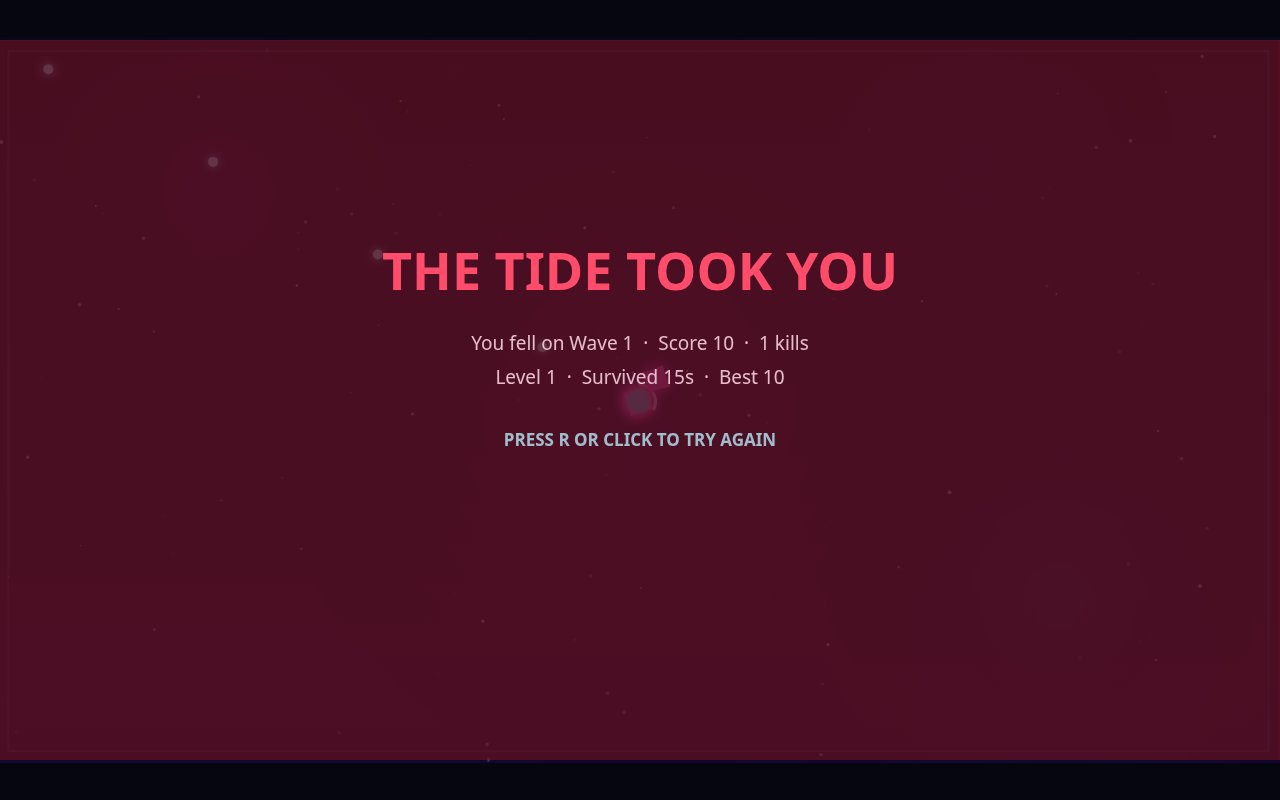 THE TIDE TOOK YOU
You fell on Wave 1 · Score 10 · 1 kills
Level 1 · Survived 15s · Best 10
PRESS R OR CLICK TO TRY AGAIN